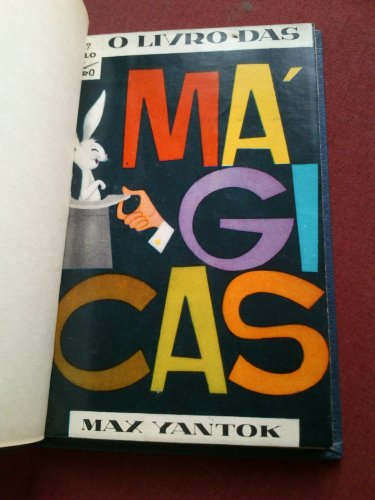 O LIVRO DAS
MÁ
GI
CAS
MAX YANTOK